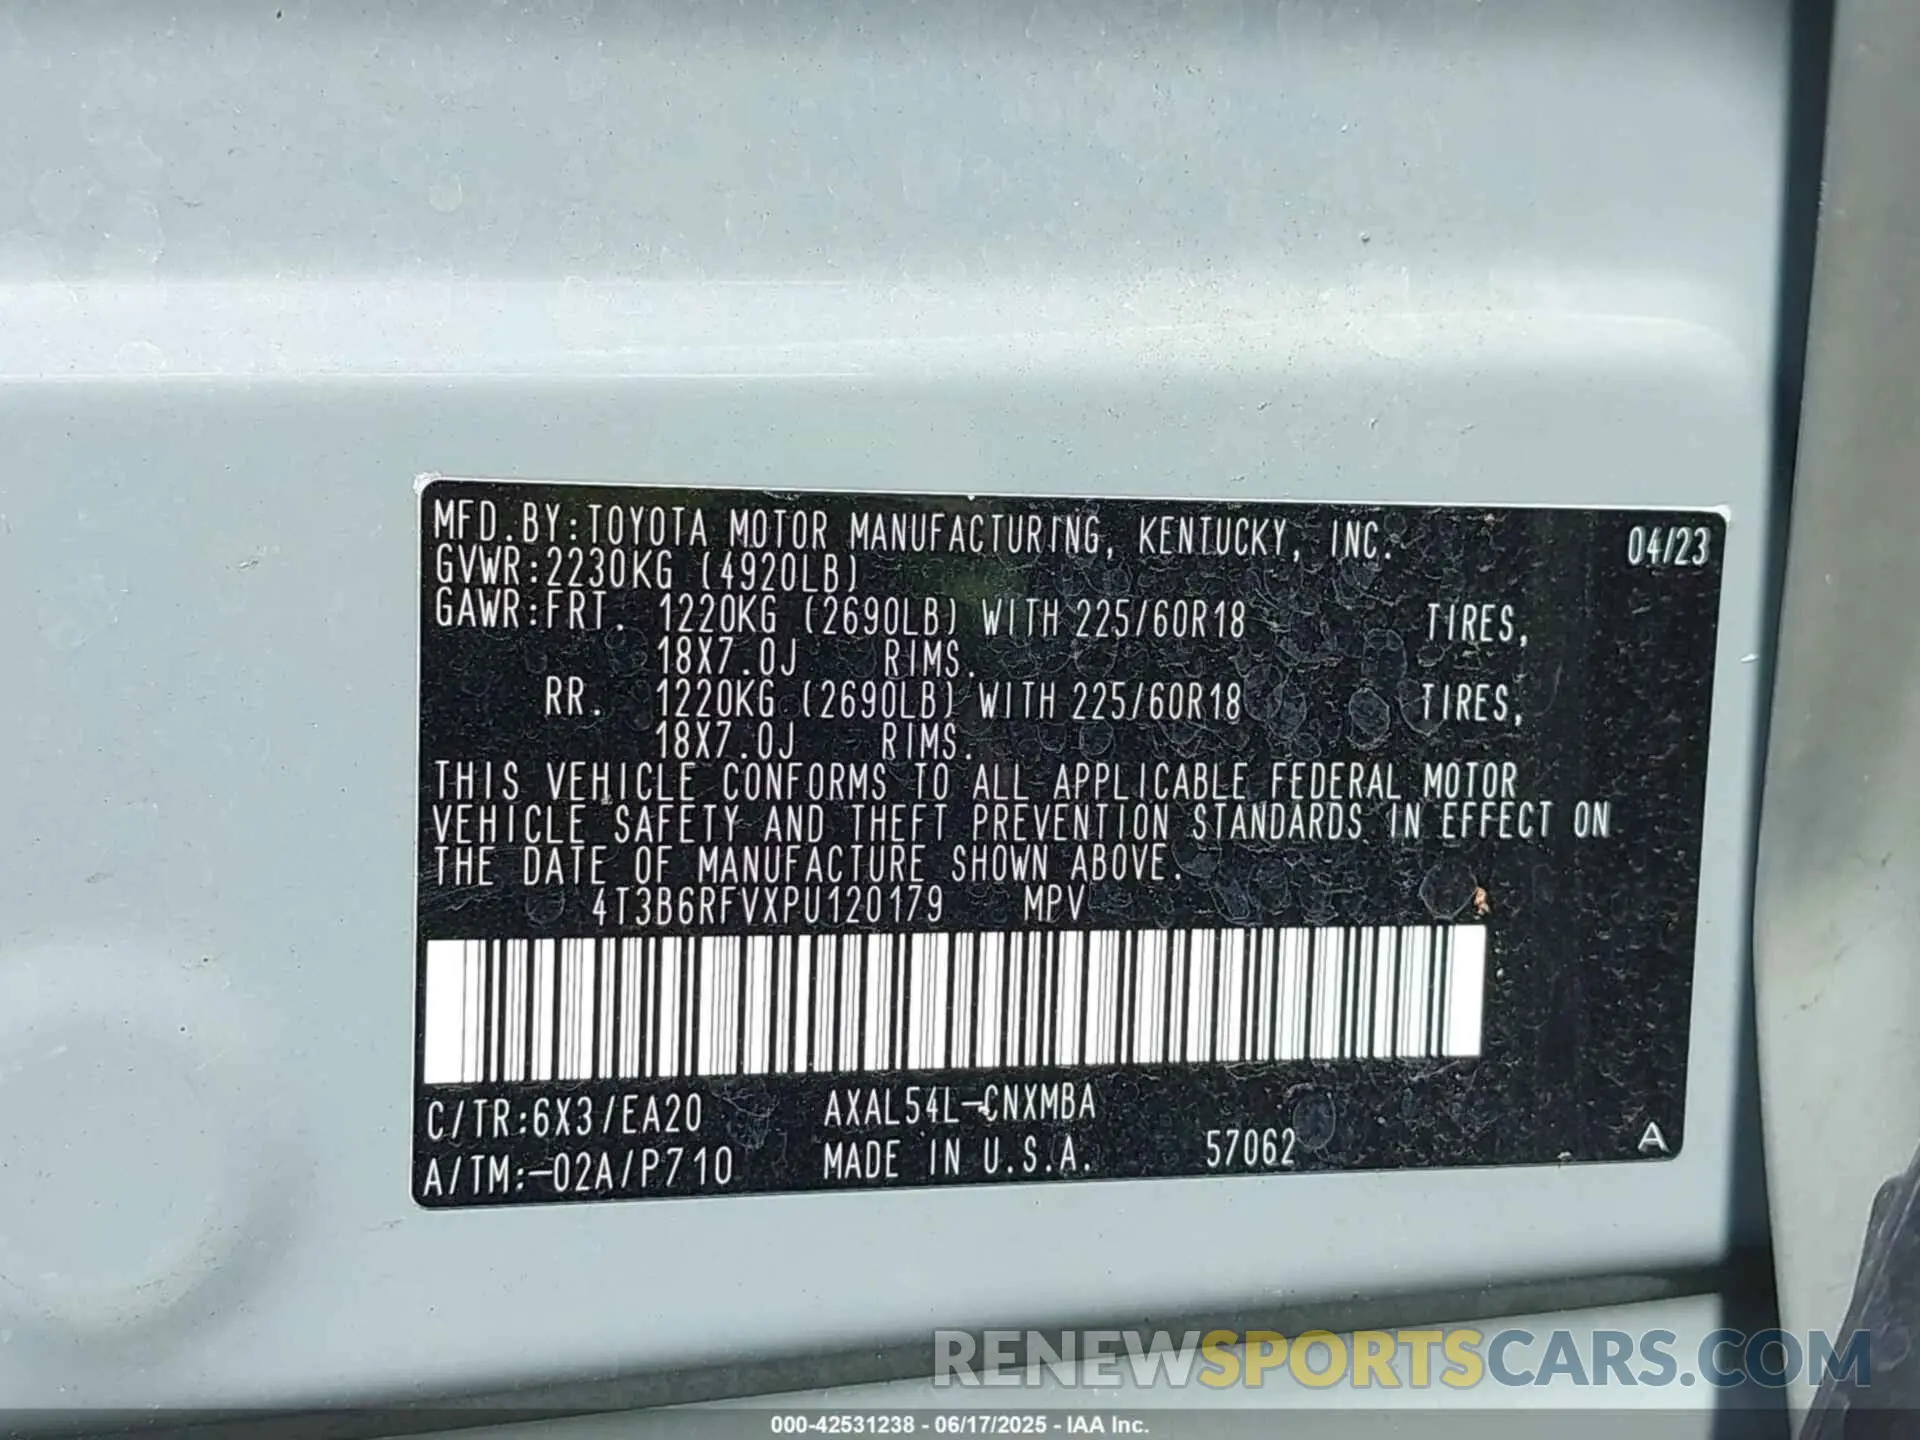 MFD.BY:TOYOTA MOTOR MANUFACTURING, KENTUCKY, INC. 04/23
GVWR:2230KG (4920LB)
GAWR:FRT. 1220KG (2690LB) WITH 225/60R18 TIRES,
18X7.0J RIMS.
RR. 1220KG (2690LB) WITH 225/60R18 TIRES,
18X7.0J RIMS.
THIS VEHICLE CONFORMS TO ALL APPLICABLE FEDERAL MOTOR
VEHICLE SAFETY AND THEFT PREVENTION STANDARDS IN EFFECT ON
THE DATE OF MANUFACTURE SHOWN ABOVE.
4T3B6RFVXPU120179 MPV
C/TR:6X3/EA20 AXAL54L-CNXMBA
A/TM:-02A/P710 MADE IN U.S.A. 57062 A
RENEWSPORTSCARS.COM
000-42531238 - 06/17/2025 - IAA Inc.